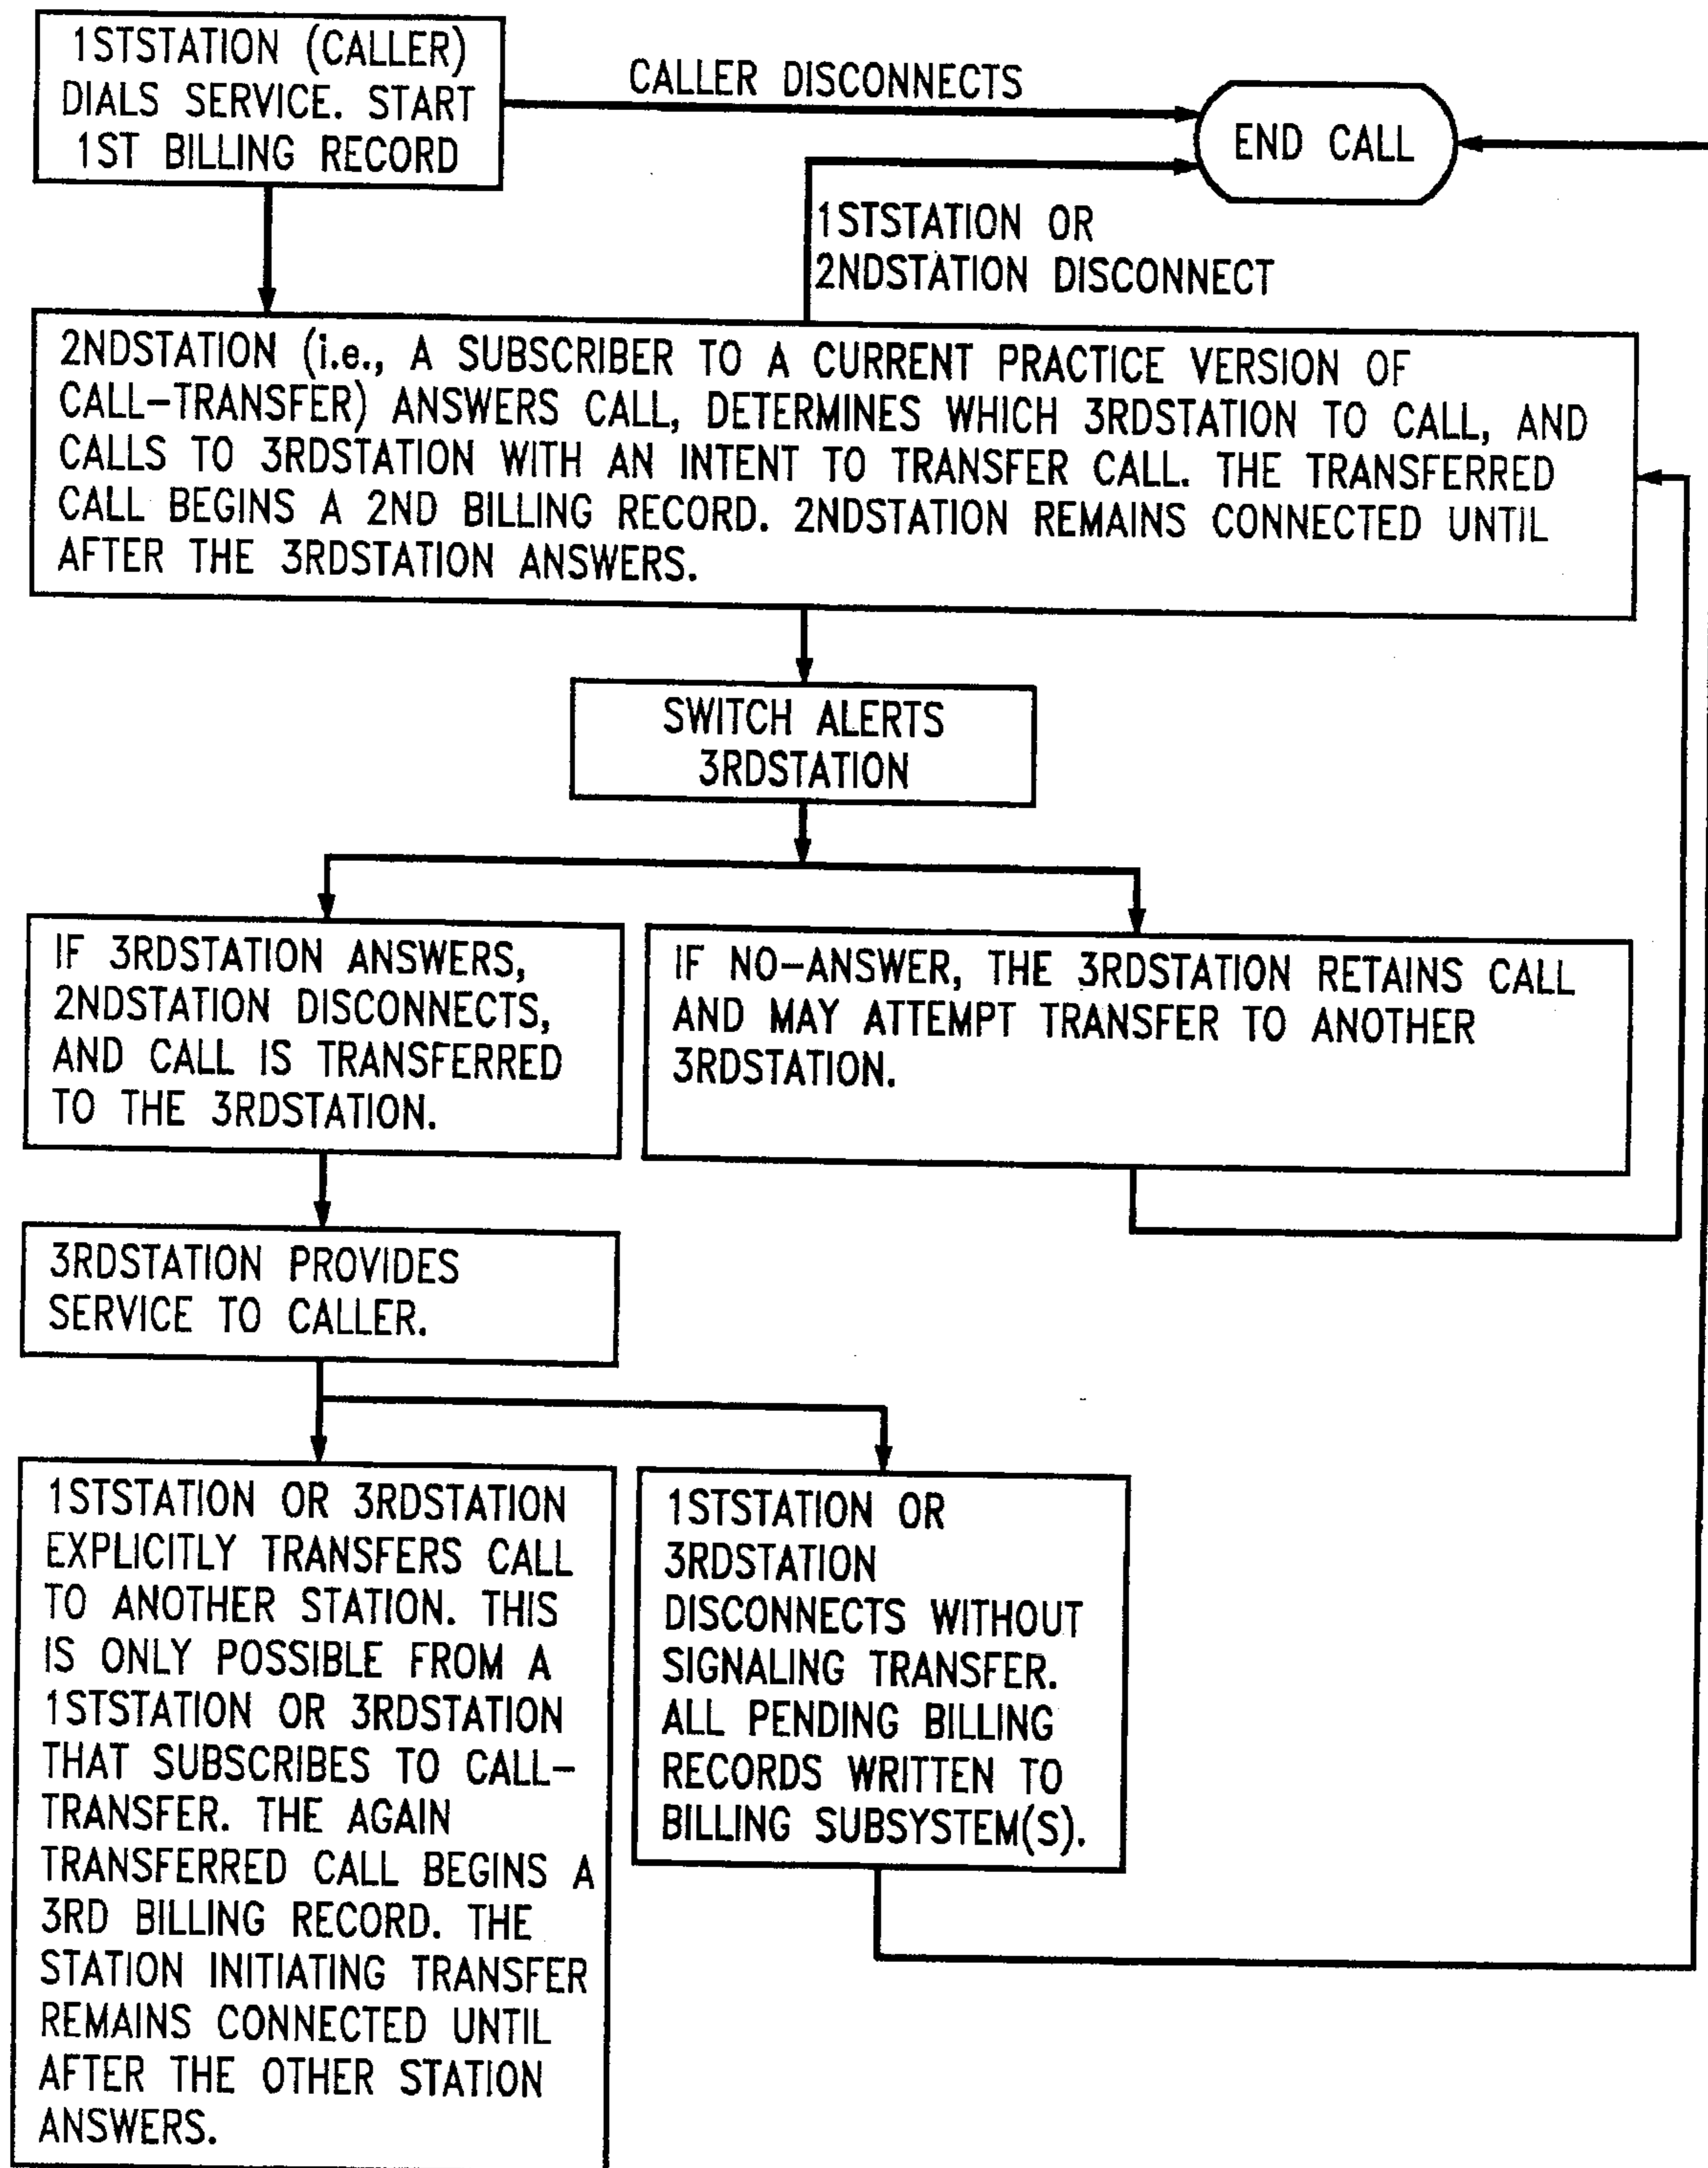 1STSTATION (CALLER)
DIALS SERVICE. START
1ST BILLING RECORD
CALLER DISCONNECTS
END CALL
1STSTATION OR
2NDSTATION DISCONNECT
2NDSTATION (i.e., A SUBSCRIBER TO A CURRENT PRACTICE VERSION OF
CALL-TRANSFER) ANSWERS CALL, DETERMINES WHICH 3RDSTATION TO CALL, AND
CALLS TO 3RDSTATION WITH AN INTENT TO TRANSFER CALL. THE TRANSFERRED
CALL BEGINS A 2ND BILLING RECORD. 2NDSTATION REMAINS CONNECTED UNTIL
AFTER THE 3RDSTATION ANSWERS.
SWITCH ALERTS
3RDSTATION
IF 3RDSTATION ANSWERS,
2NDSTATION DISCONNECTS,
AND CALL IS TRANSFERRED
TO THE 3RDSTATION.
IF NO-ANSWER, THE 3RDSTATION RETAINS CALL
AND MAY ATTEMPT TRANSFER TO ANOTHER
3RDSTATION.
3RDSTATION PROVIDES
SERVICE TO CALLER.
1STSTATION OR 3RDSTATION
EXPLICITLY TRANSFERS CALL
TO ANOTHER STATION. THIS
IS ONLY POSSIBLE FROM A
1STSTATION OR 3RDSTATION
THAT SUBSCRIBES TO CALL-
TRANSFER. THE AGAIN
TRANSFERRED CALL BEGINS A
3RD BILLING RECORD. THE
STATION INITIATING TRANSFER
REMAINS CONNECTED UNTIL
AFTER THE OTHER STATION
ANSWERS.
1STSTATION OR
3RDSTATION
DISCONNECTS WITHOUT
SIGNALING TRANSFER.
ALL PENDING BILLING
RECORDS WRITTEN TO
BILLING SUBSYSTEM(S).